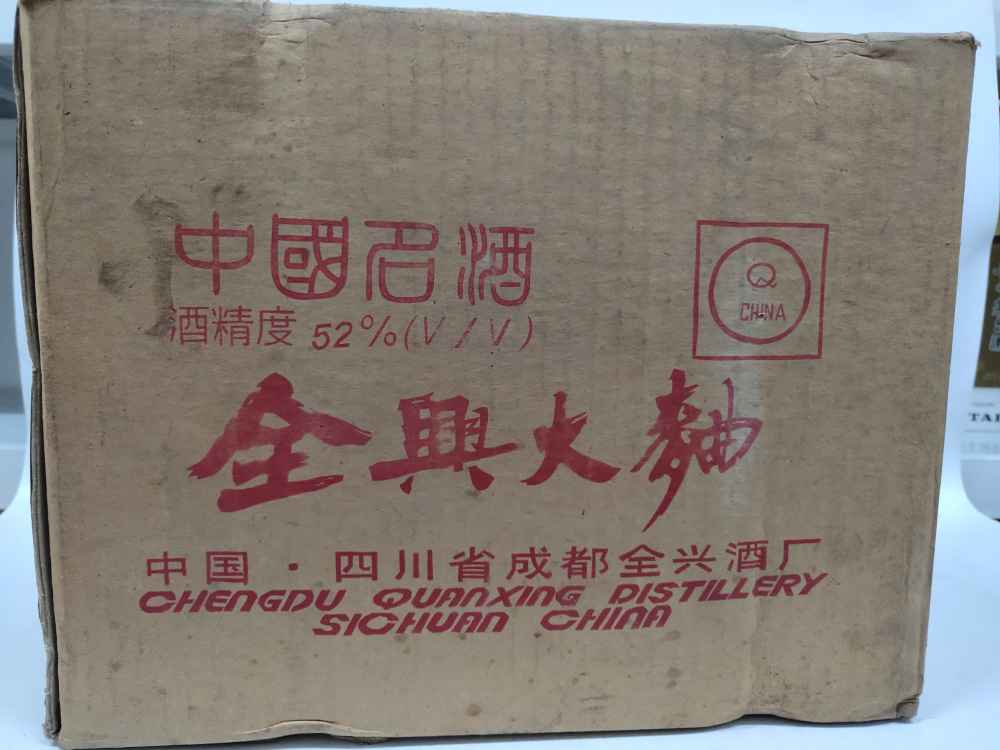 中國名酒
酒精度 52%(V/V)
Q
CHINA
全興大麯
中国·四川省成都全兴酒厂
CHENGDU QUANXING DISTILLERY
SICHUAN CHINA